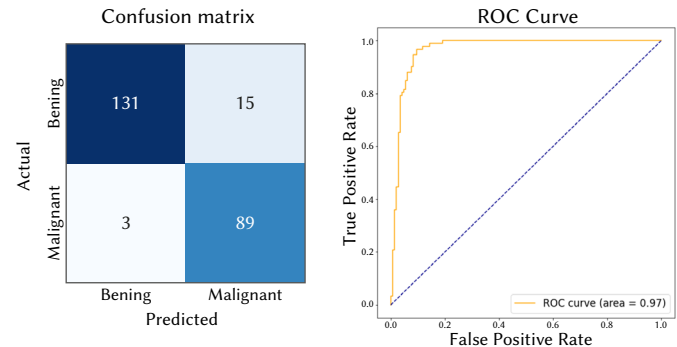 Confusion matrix
Actual
Bening
131
15
Malignant
3
89
Bening
Malignant
Predicted
ROC Curve
True Positive Rate
1.0
0.8
0.6
0.4
0.2
0.0
ROC curve (area = 0.97)
0.0
0.2
0.4
0.6
0.8
1.0
False Positive Rate